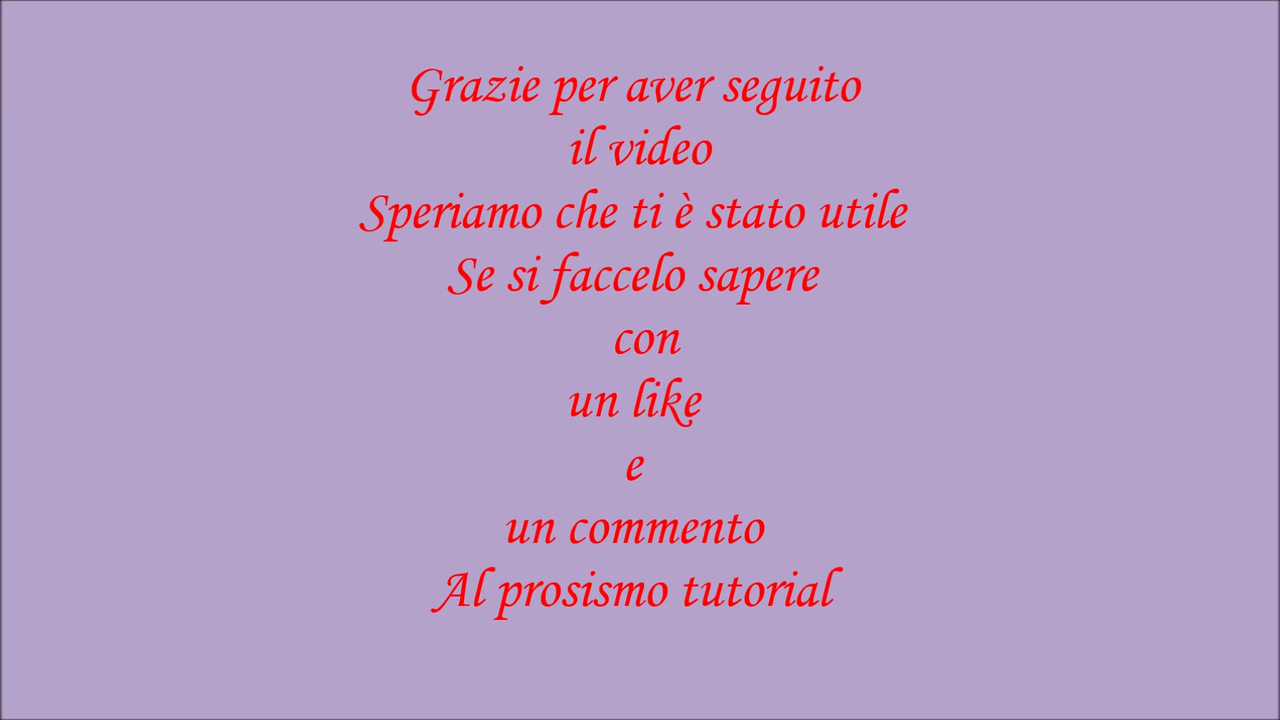 Grazie per aver seguito
il video
Speriamo che ti è stato utile
Se si faccelo sapere
con
un like
e
un commento
Al prosismo tutorial